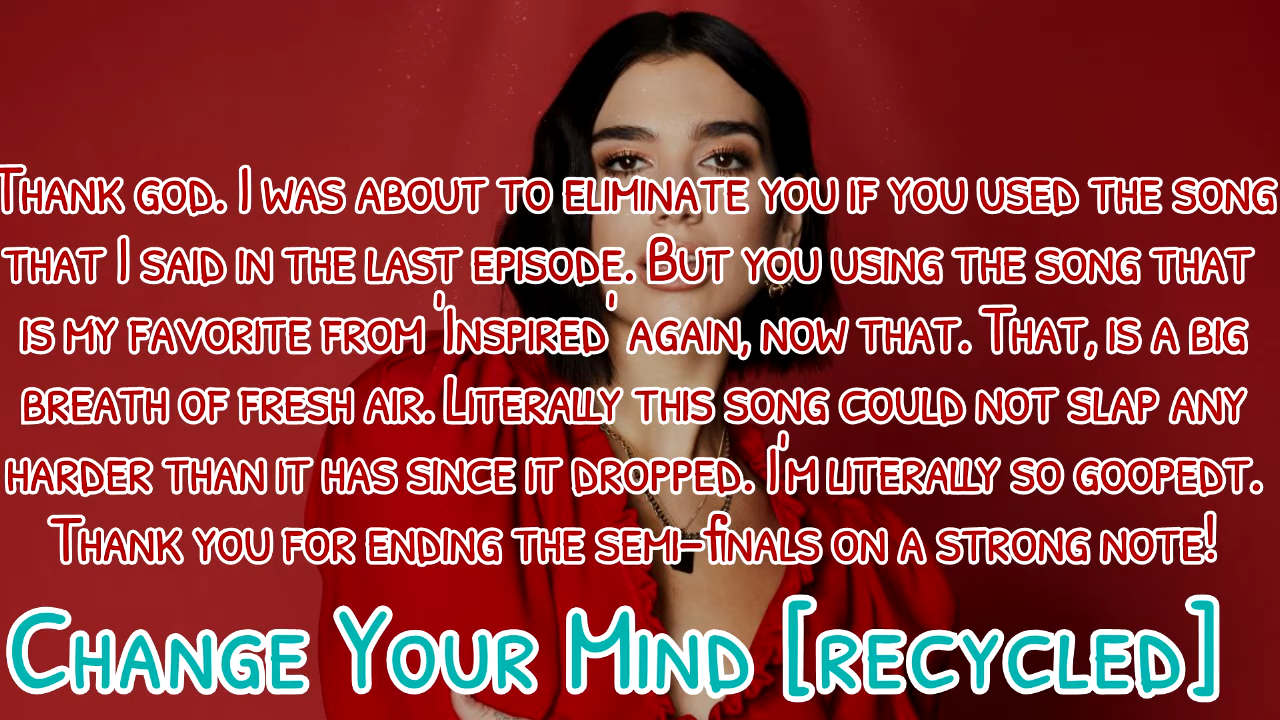 Thank god. I was about to eliminate you if you used the song
that I said in the last episode. But you using the song that
is my favorite from 'Inspired' again, now that. That, is a big
breath of fresh air. Literally this song could not slap any
harder than it has since it dropped. I'm literally so goopedt.
Thank you for ending the semi-finals on a strong note!
Change Your Mind [recycled]